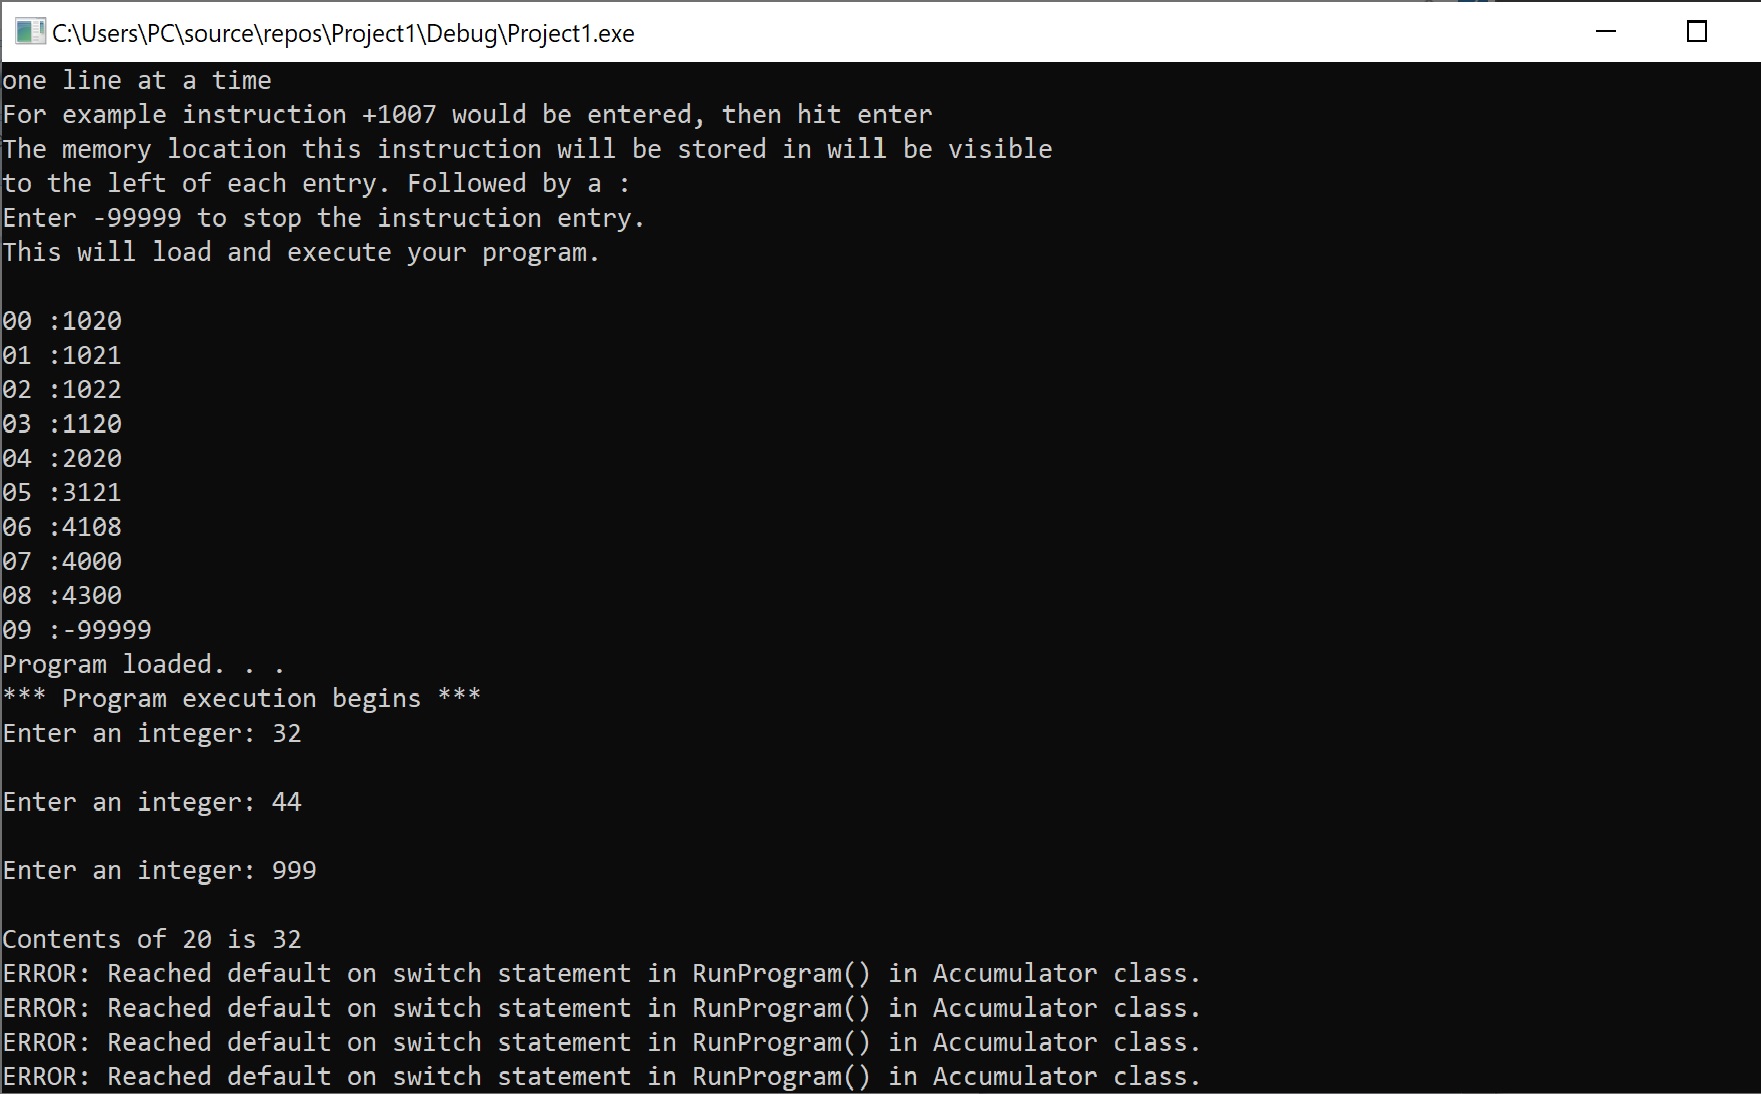 C:\Users\PC\source\repos\Project1\Debug\Project1.exe
one line at a time
For example instruction +1007 would be entered, then hit enter
The memory location this instruction will be stored in will be visible
to the left of each entry. Followed by a :
Enter -99999 to stop the instruction entry.
This will load and execute your program.
00 :1020
01 :1021
02 :1022
03 :1120
04 :2020
05 :3121
06 :4108
07 :4000
08 :4300
09 :-99999
Program loaded. . .
*** Program execution begins ***
Enter an integer: 32
Enter an integer: 44
Enter an integer: 999
Contents of 20 is 32
ERROR: Reached default on switch statement in RunProgram() in Accumulator class.
ERROR: Reached default on switch statement in RunProgram() in Accumulator class.
ERROR: Reached default on switch statement in RunProgram() in Accumulator class.
ERROR: Reached default on switch statement in RunProgram() in Accumulator class.